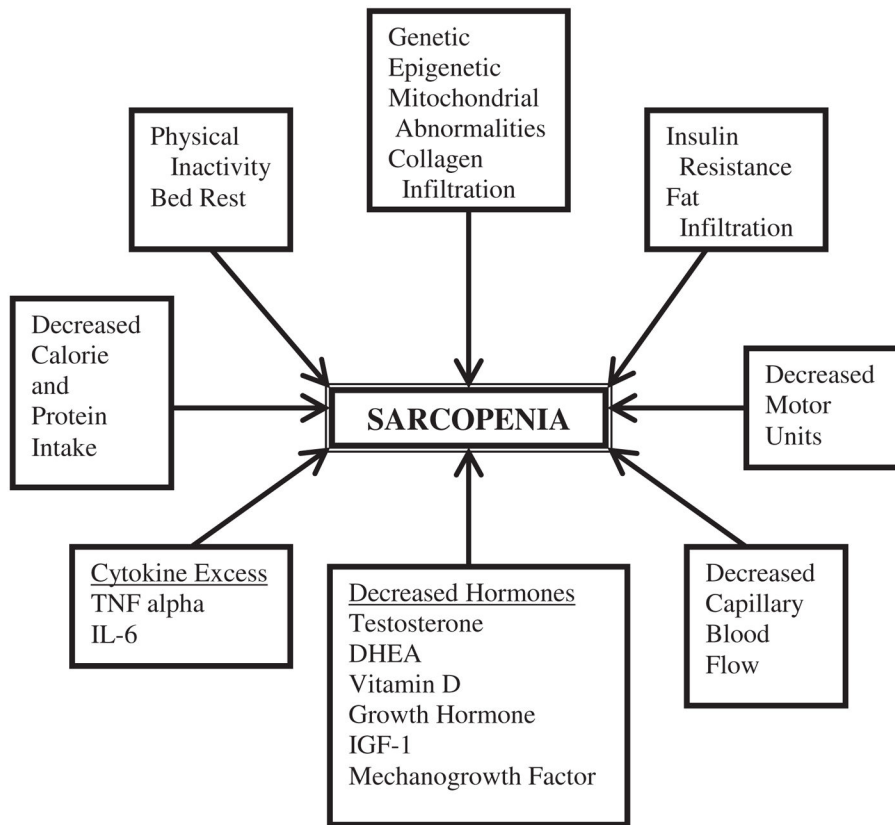 Genetic
Epigenetic
Mitochondrial
Abnormalities
Collagen
Infiltration
Physical
Inactivity
Bed Rest
Insulin
Resistance
Fat
Infiltration
Decreased
Calorie
and
Protein
Intake
SARCOPENIA
Decreased
Motor
Units
Cytokine Excess
TNF alpha
IL-6
Decreased Hormones
Testosterone
DHEA
Vitamin D
Growth Hormone
IGF-1
Mechanogrowth Factor
Decreased
Capillary
Blood
Flow